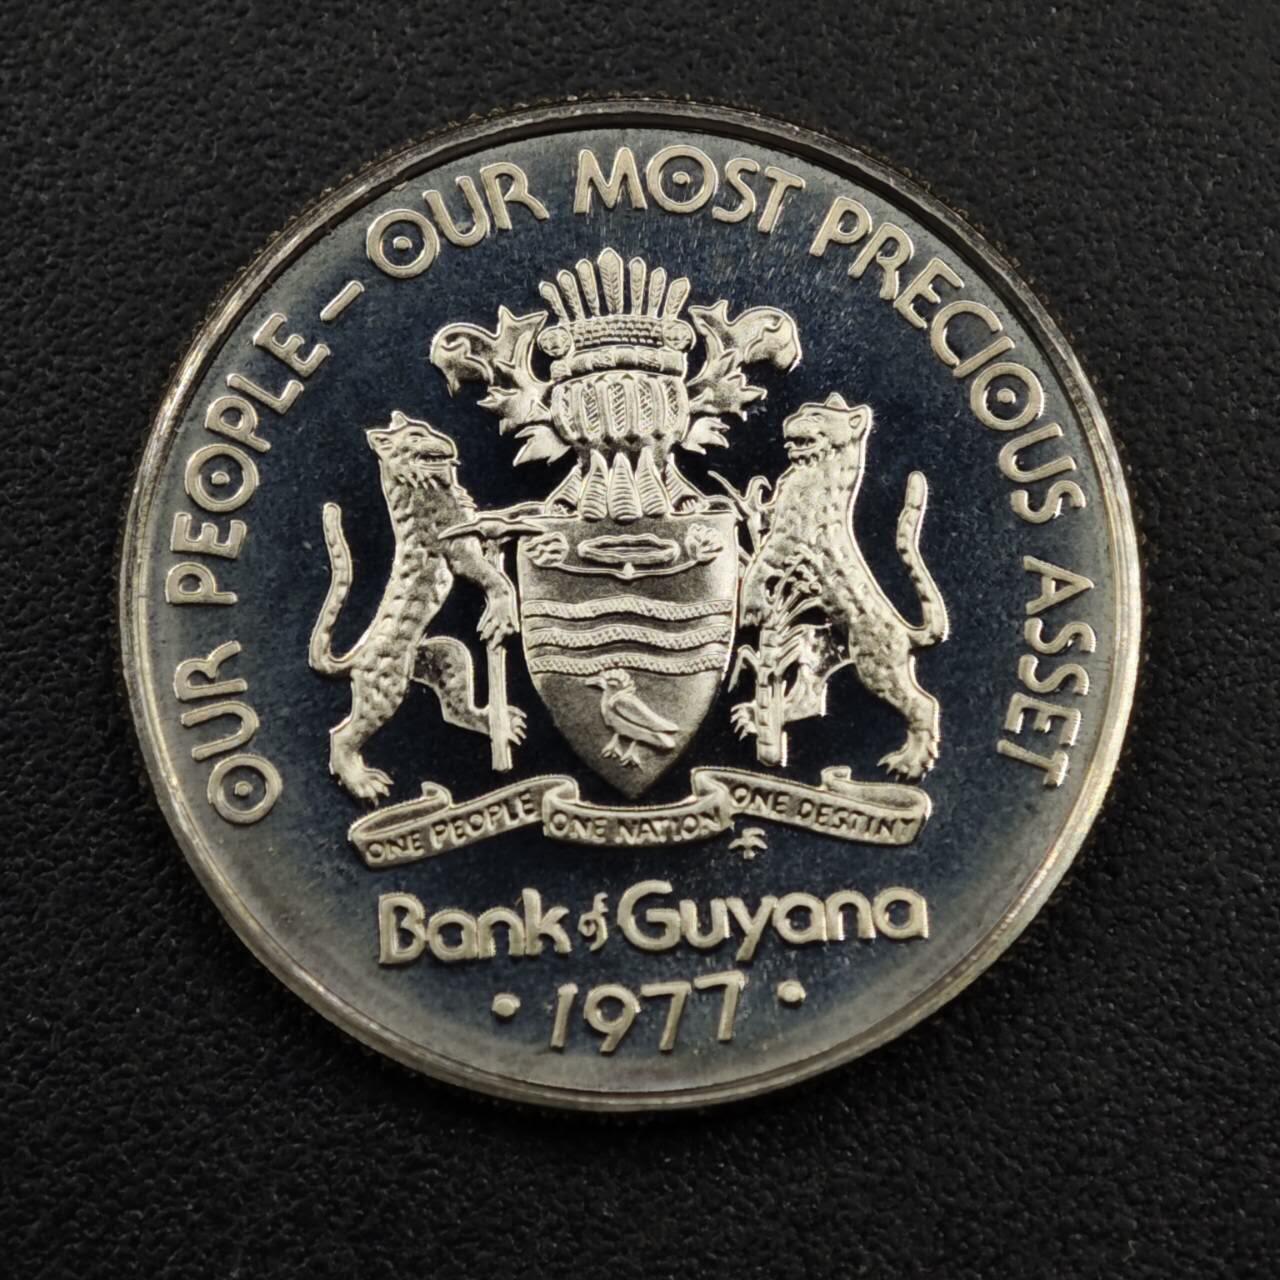 OUR PEOPLE – OUR MOST PRECIOUS ASSET
ONE PEOPLE ONE NATION ONE DESTINY
Bank of Guyana
• 1977 •